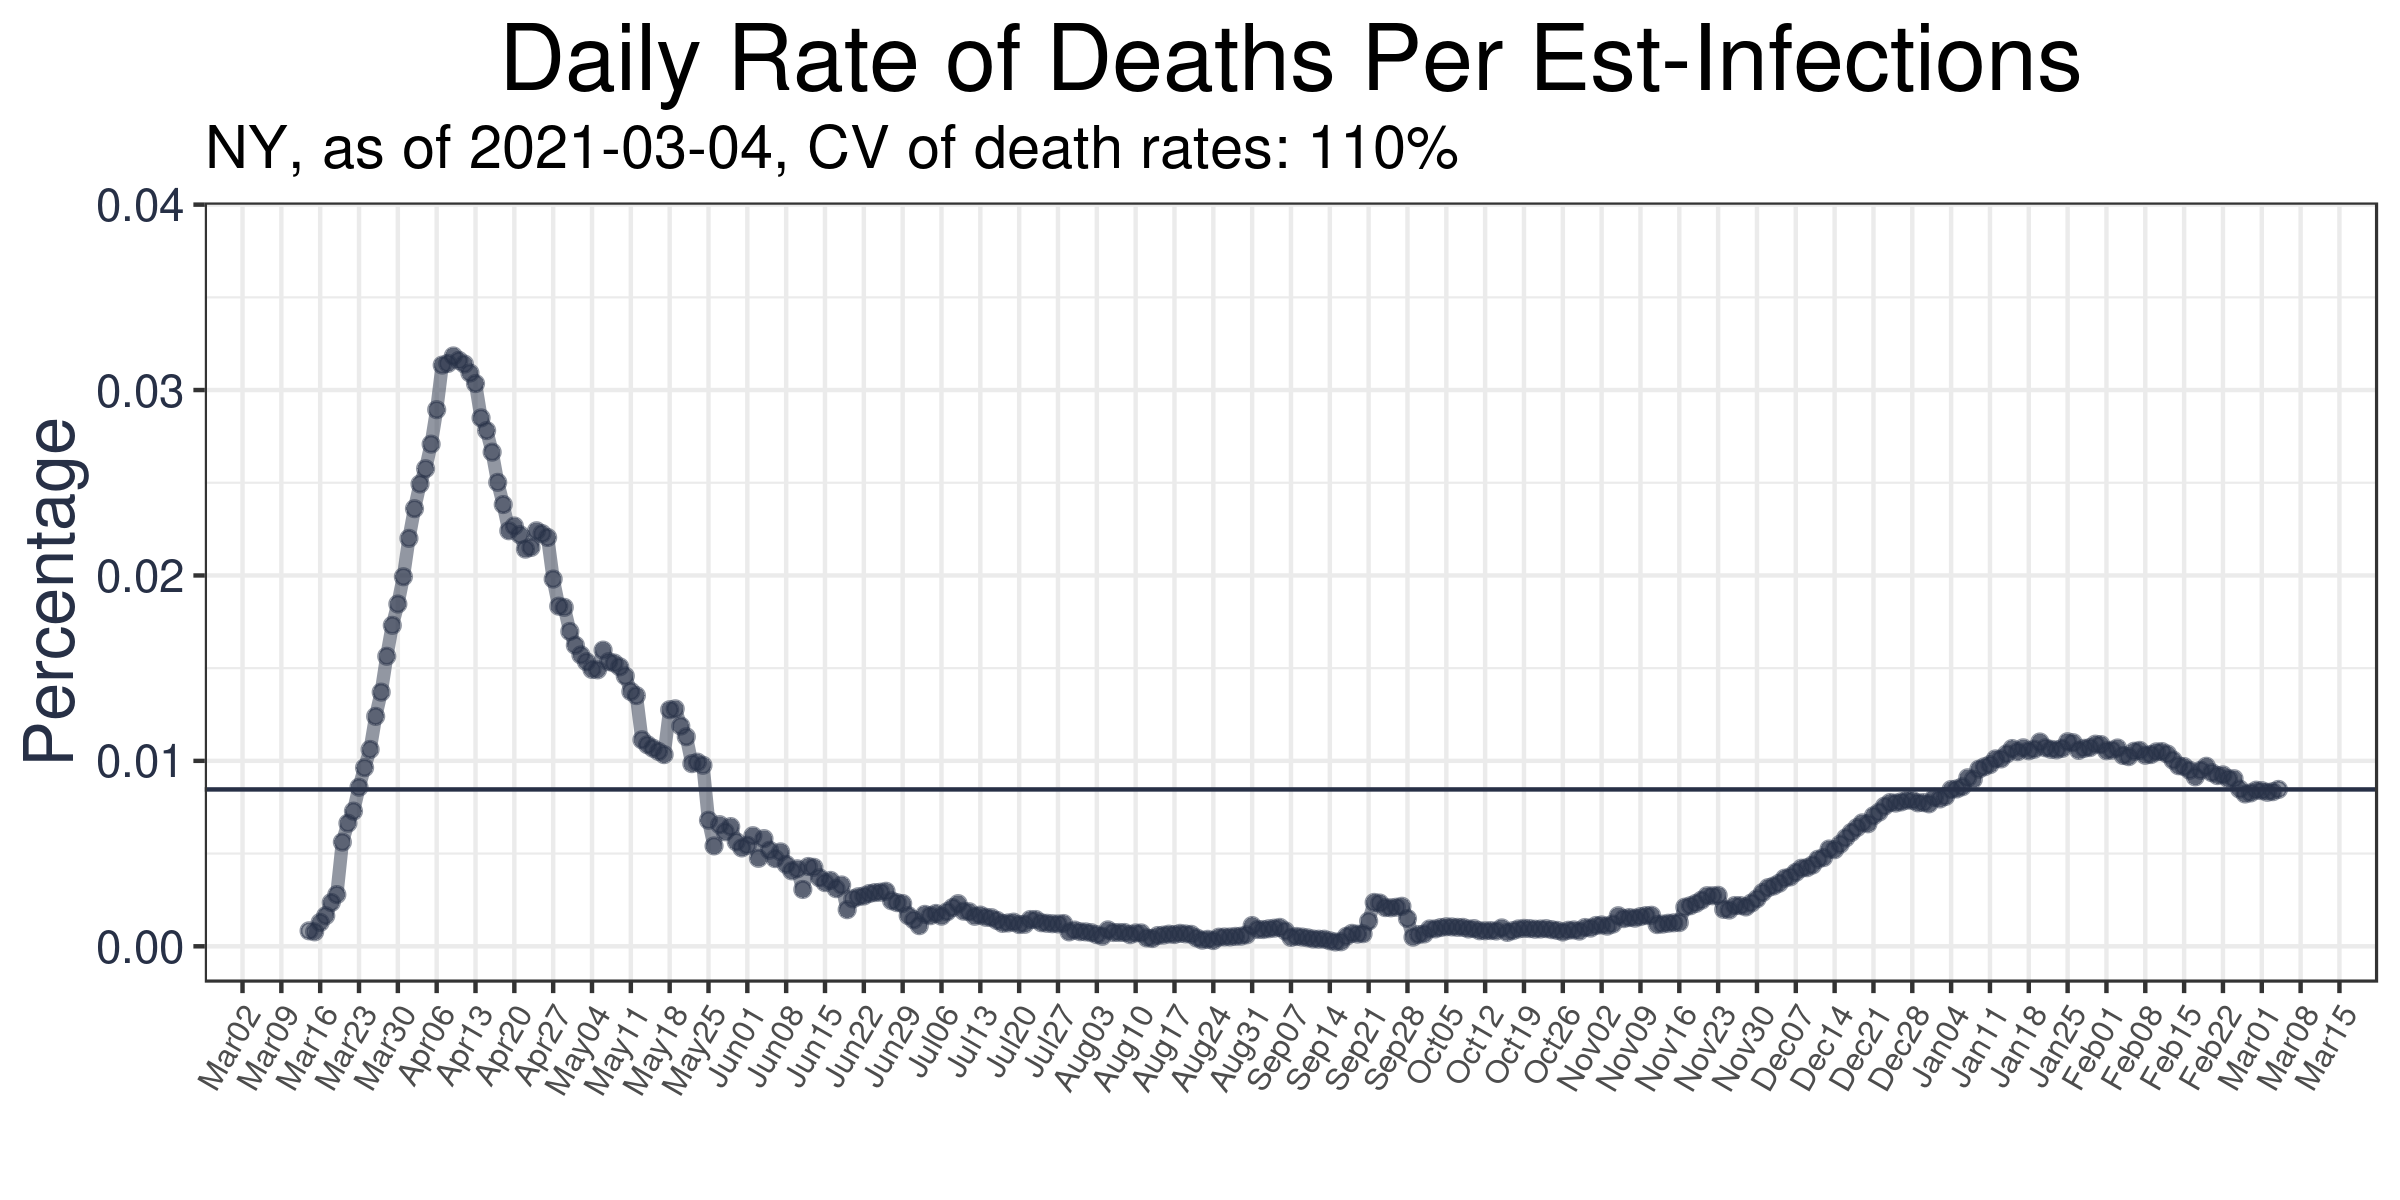 Daily Rate of Deaths Per Est-Infections
NY, as of 2021-03-04, CV of death rates: 110%
Percentage
0.04
0.03
0.02
0.01
0.00
Mar02
Mar09
Mar16
Mar23
Mar30
Apr06
Apr13
Apr20
Apr27
May04
May11
May18
May25
Jun01
Jun08
Jun15
Jun22
Jun29
Jul06
Jul13
Jul20
Jul27
Aug03
Aug10
Aug17
Aug24
Aug31
Sep07
Sep14
Sep21
Sep28
Oct05
Oct12
Oct19
Oct26
Nov02
Nov09
Nov16
Nov23
Nov30
Dec07
Dec14
Dec21
Dec28
Jan04
Jan11
Jan18
Jan25
Feb01
Feb08
Feb15
Feb22
Mar01
Mar08
Mar15